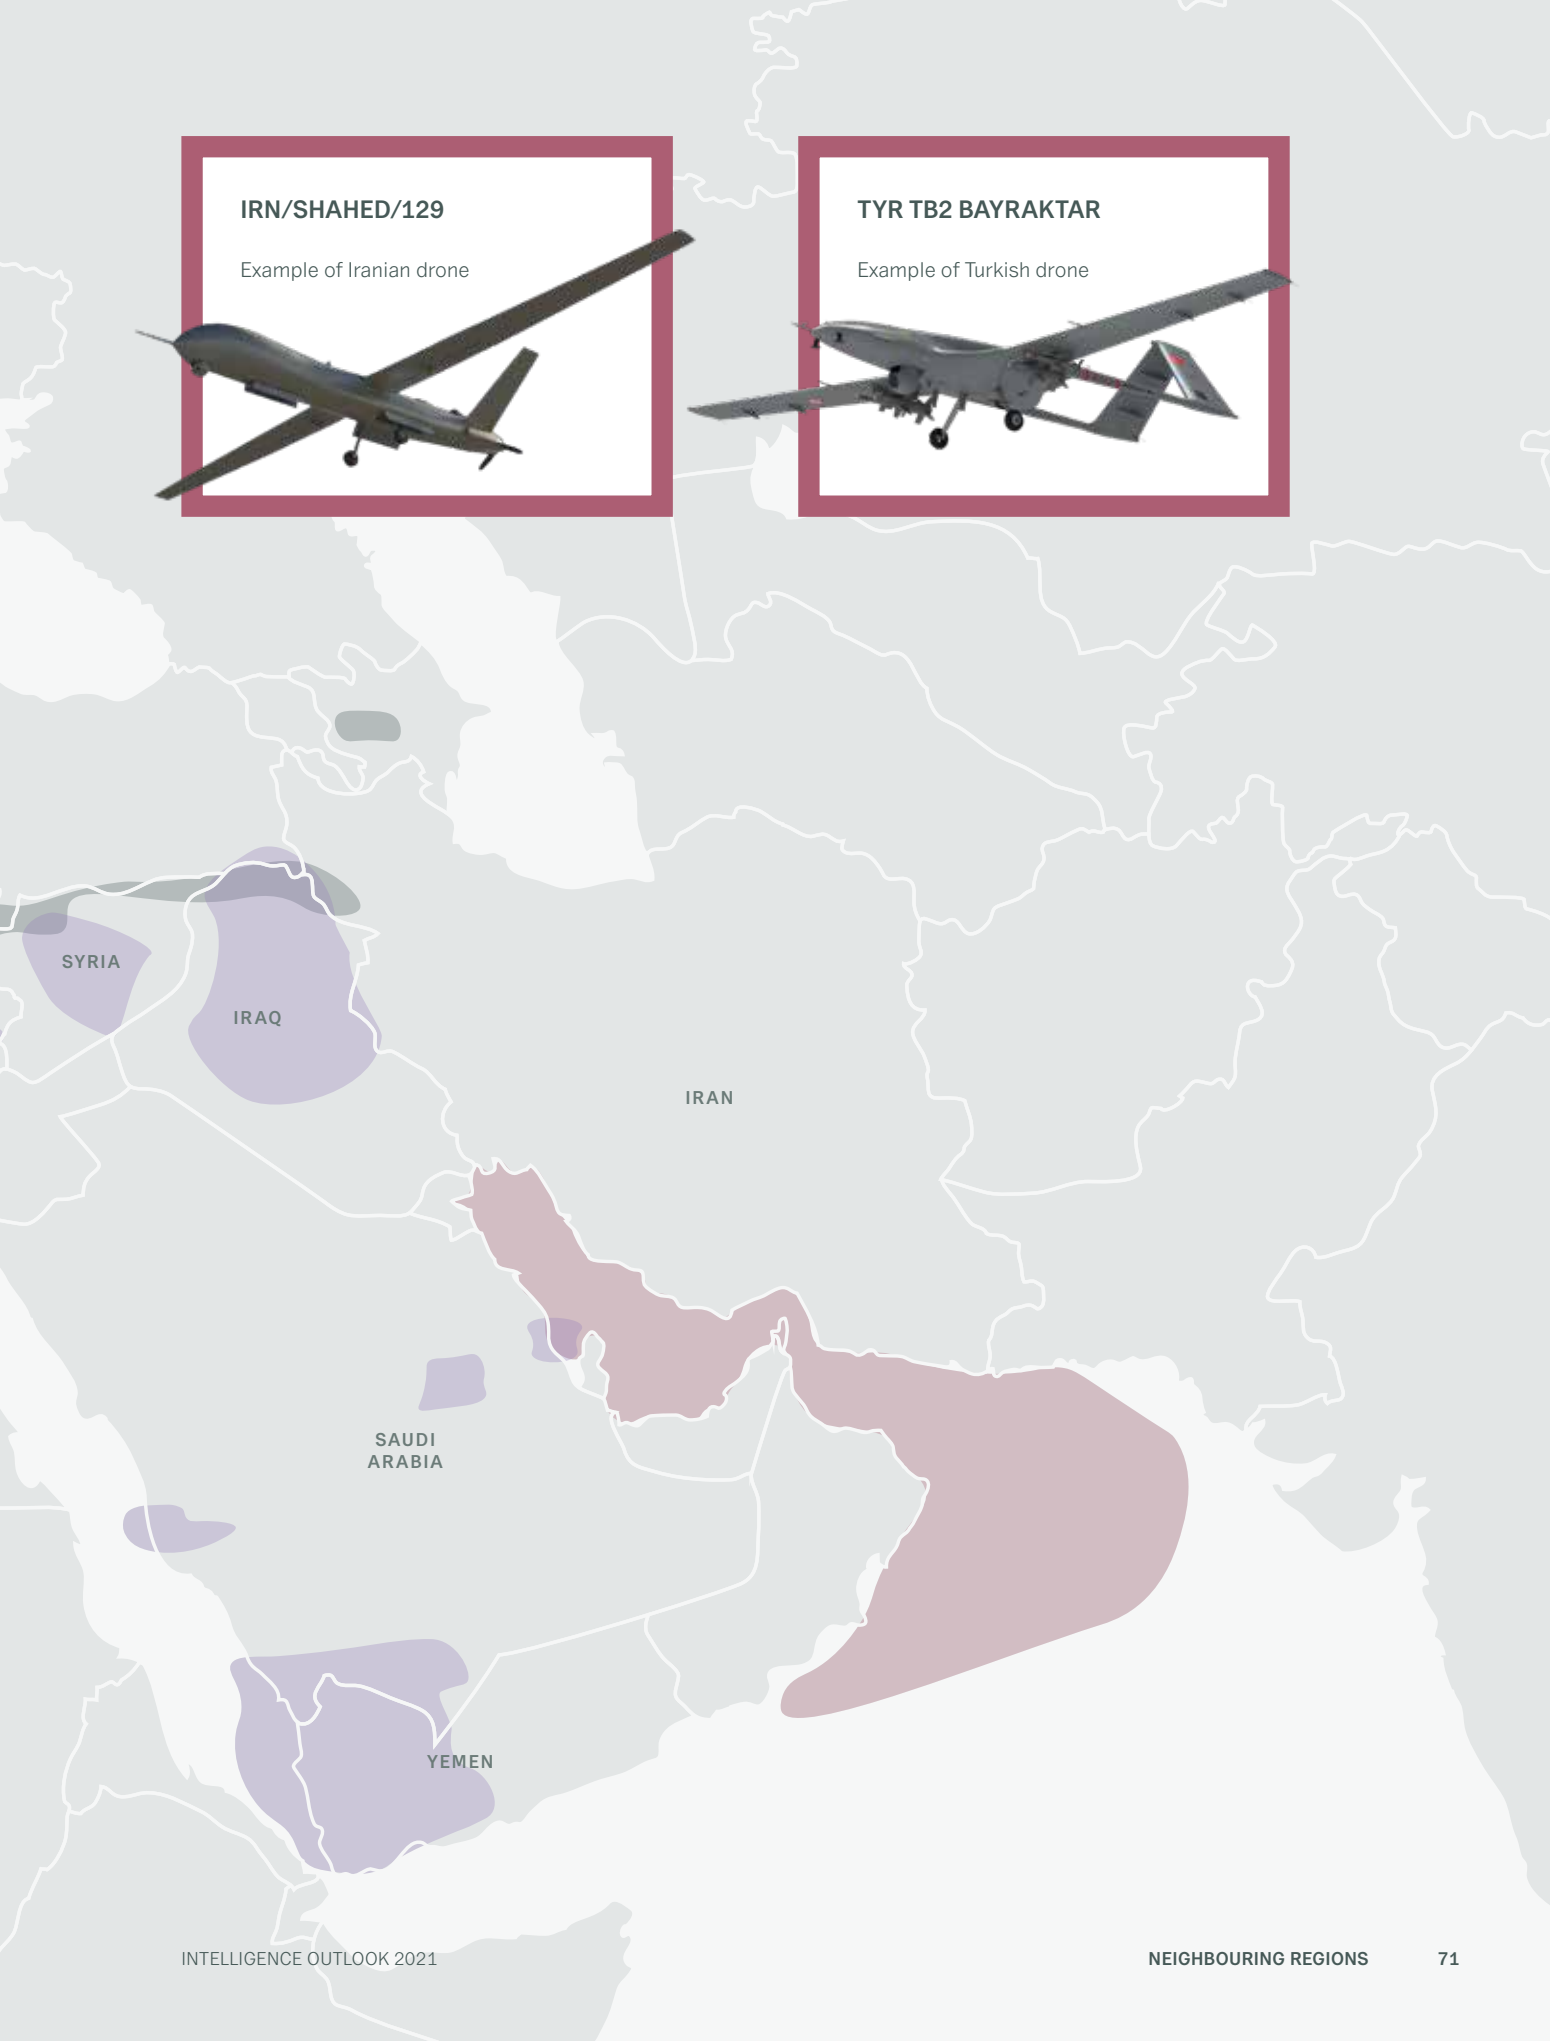 IRN/SHAHED/129
Example of Iranian drone
TYR TB2 BAYRAKTAR
Example of Turkish drone
SYRIA
IRAQ
IRAN
SAUDI
ARABIA
YEMEN
INTELLIGENCE OUTLOOK 2021
NEIGHBOURING REGIONS 71